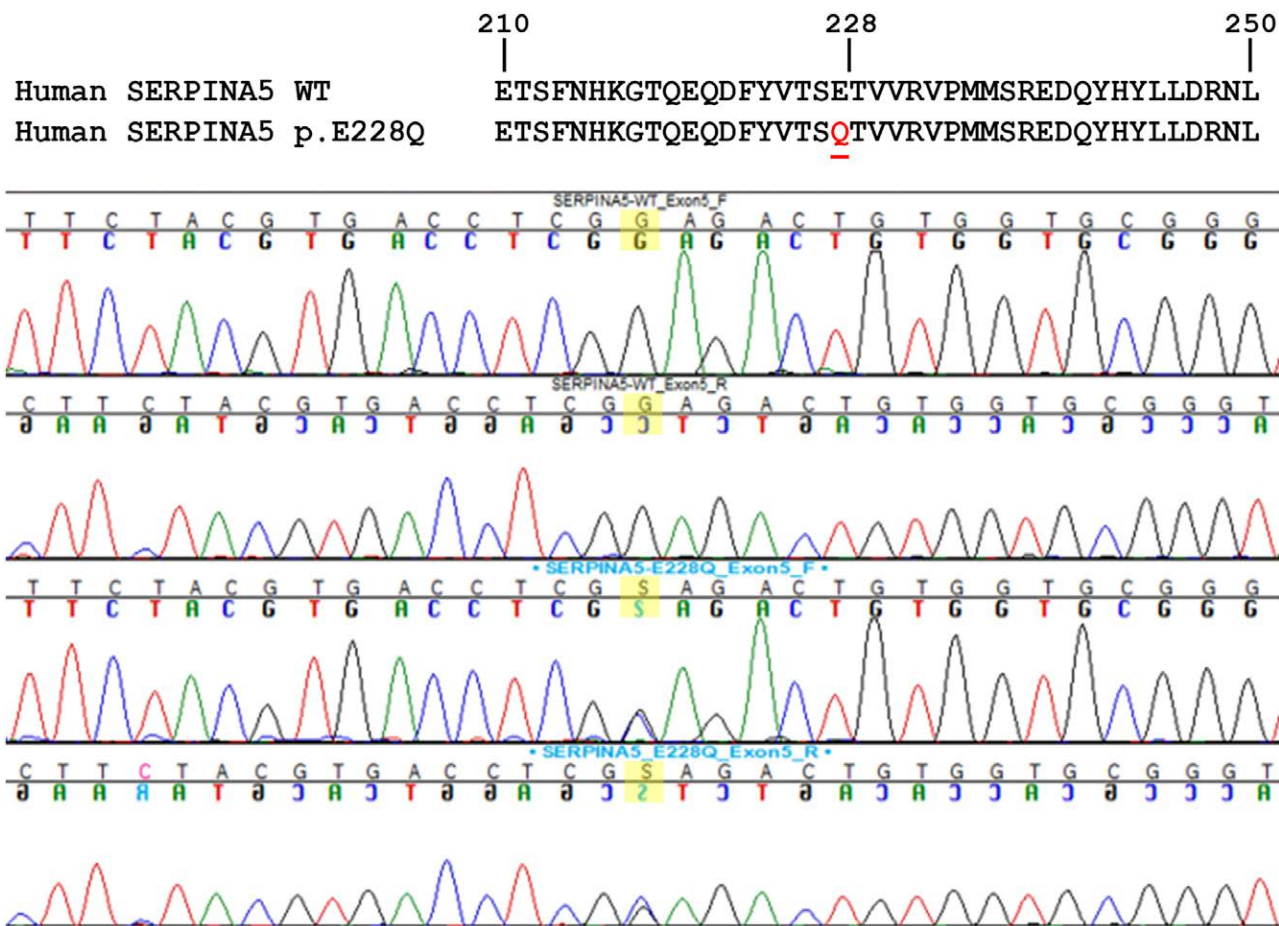 210 228 250
Human SERPINA5 WT ETSFNHKGTQEQDFYVTSETVVRVPMMSREDQYHYLLDRNL
Human SERPINA5 p.E228Q ETSFNHKGTQEQDFYVTSQTVVRVPMMSREDQYHYLLDRNL
SERPINA5-WT_Exon5_F
T T C T A C G T G A C C T C G G A G A C T G T G G T G C G G G
T T C T A C G T G A C C T C G G A G A C T G T G G T G C G G G
SERPINA5-WT_Exon5_R
C T T C T A C G T G A C C T C G G A G A C T G T G G T G C G G G T
G A A G A T G C A C T G G A G C C T C T G A C A C C A C G C C C A
• SERPINA5-E228Q_Exon5_F •
T T C T A C G T G A C C T C G S A G A C T G T G G T G C G G G
T T C T A C G T G A C C T C G S A G A C T G T G G T G C G G G
• SERPINA5_E228Q_Exon5_R •
C T T C T A C G T G A C C T C G S A G A C T G T G G T G C G G G T
G A A R A T G C A C T G G A G C S T C T G A C A C C A C G C C C A